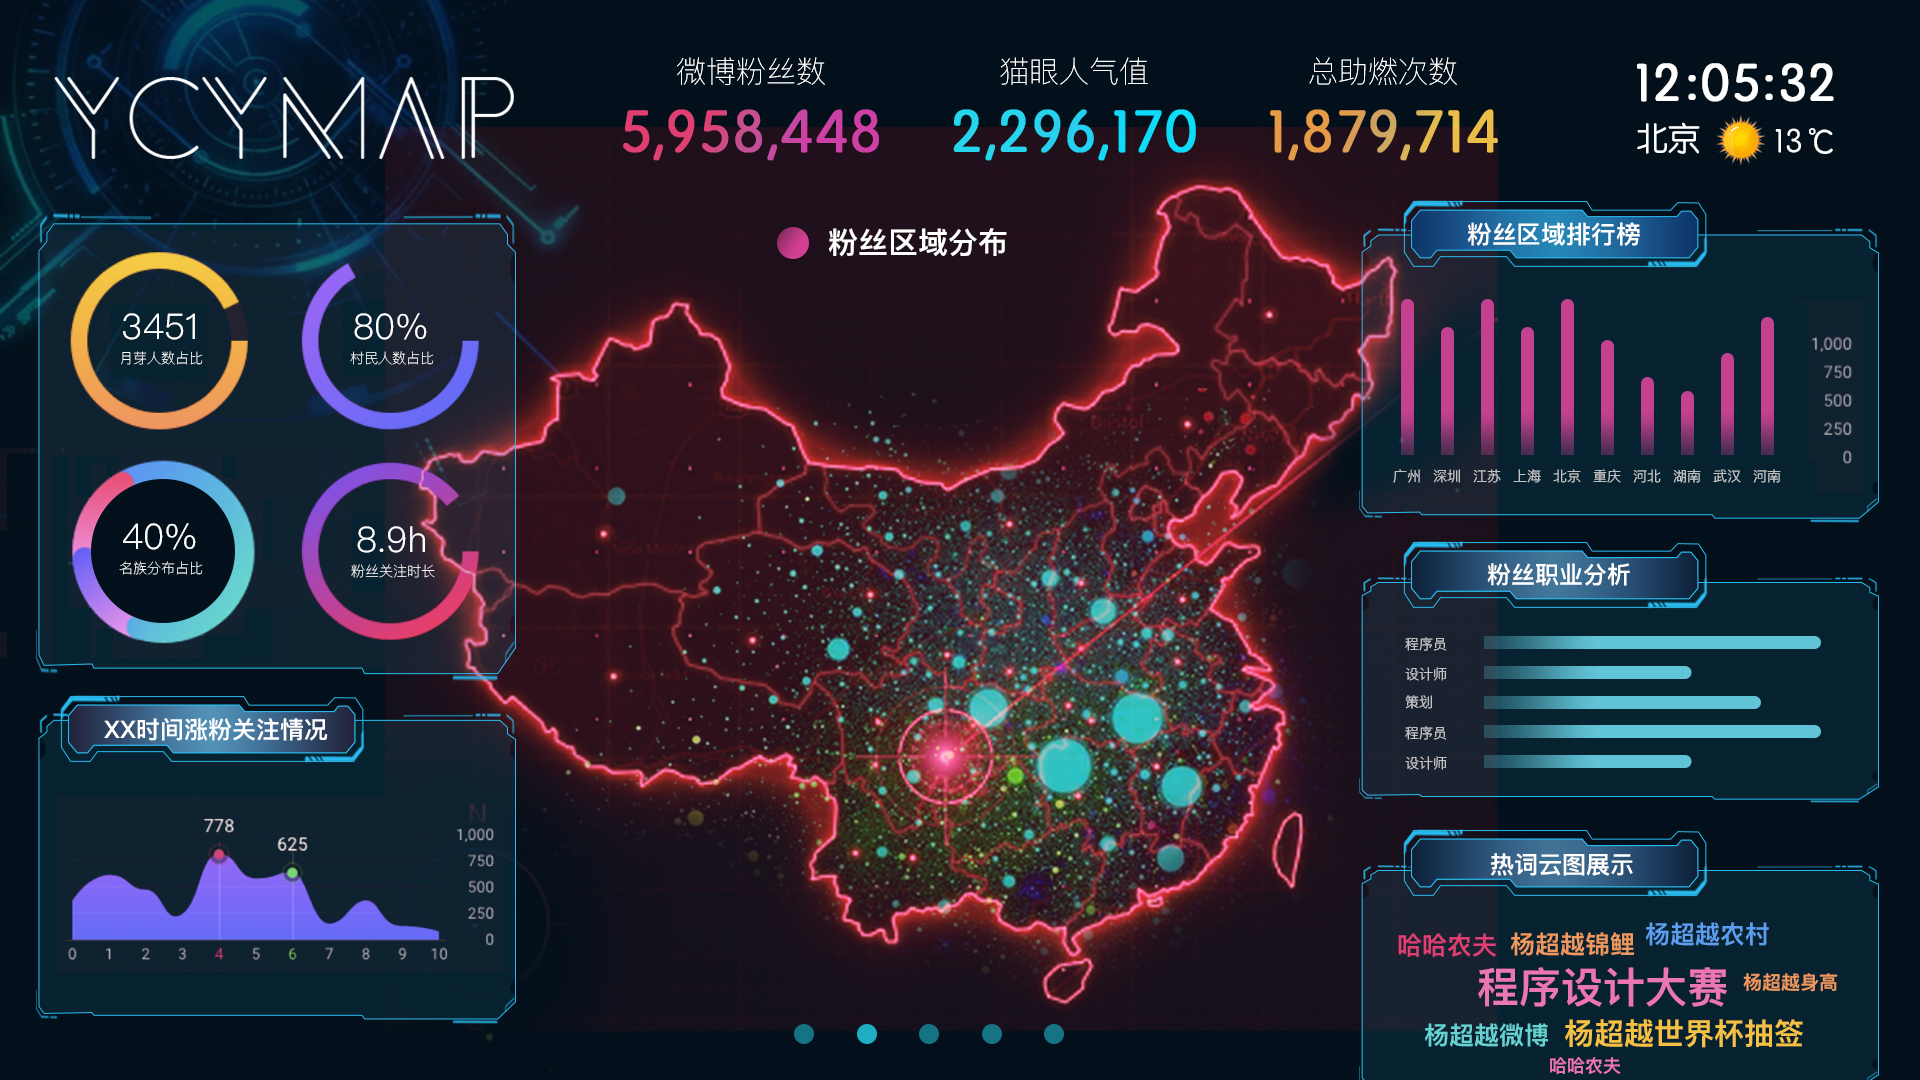 YCYMAP
微博粉丝数
5,958,448
猫眼人气值
2,296,170
总助燃次数
1,879,714
12:05:32
北京 13℃
粉丝区域分布
3451
月芽人数占比
80%
村民人数占比
40%
名族分布占比
8.9h
粉丝关注时长
XX时间涨粉关注情况
778
625
N
1,000
750
500
250
0
0 1 2 3 4 5 6 7 8 9 10
粉丝区域排行榜
1,000
750
500
250
0
广州 深圳 江苏 上海 北京 重庆 河北 湖南 武汉 河南
粉丝职业分析
程序员
设计师
策划
程序员
设计师
热词云图展示
哈哈农夫 杨超越锦鲤 杨超越农村
程序设计大赛 杨超越身高
杨超越微博 杨超越世界杯抽签
哈哈农夫
Bristol